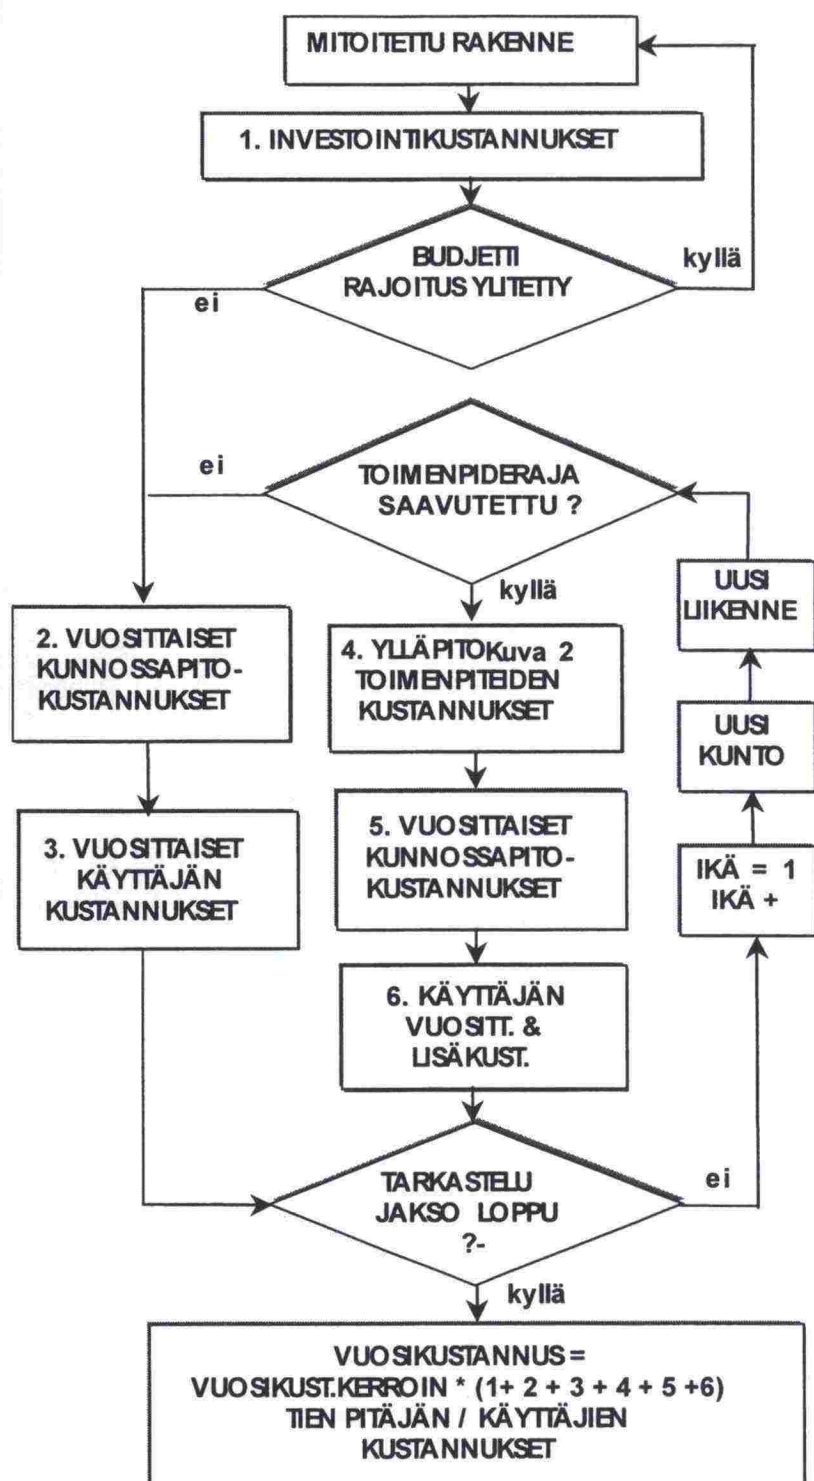 MITOITETTU RAKENNE
1. INVESTOINTIKUSTANNUKSET
BUDJETTI
RAJOITUS YLITETTY
kyllä
ei
TOIMENPIDERAJA
SAAVUTETTU ?
ei
kyllä
UUSI
LIIKENNE
2. VUOSITTAISET
KUNNOSSAPITO-
KUSTANNUKSET
4. YLLÄPITOKuva 2
TOIMENPITEIDEN
KUSTANNUKSET
UUSI
KUNTO
3. VUOSITTAISET
KÄYTTÄJÄN
KUSTANNUKSET
5. VUOSITTAISET
KUNNOSSAPITO-
KUSTANNUKSET
IKÄ = 1
IKÄ +
6. KÄYTTÄJÄN
VUOSITT. &
LISÄKUST.
TARKASTELU
JAKSO LOPPU
?-
ei
kyllä
VUOSIKUSTANNUS =
VUOSIKUST.KERROIN * (1+ 2 + 3 + 4 + 5 +6)
TIEN PITÄJÄN / KÄYTTÄJIEN
KUSTANNUKSET